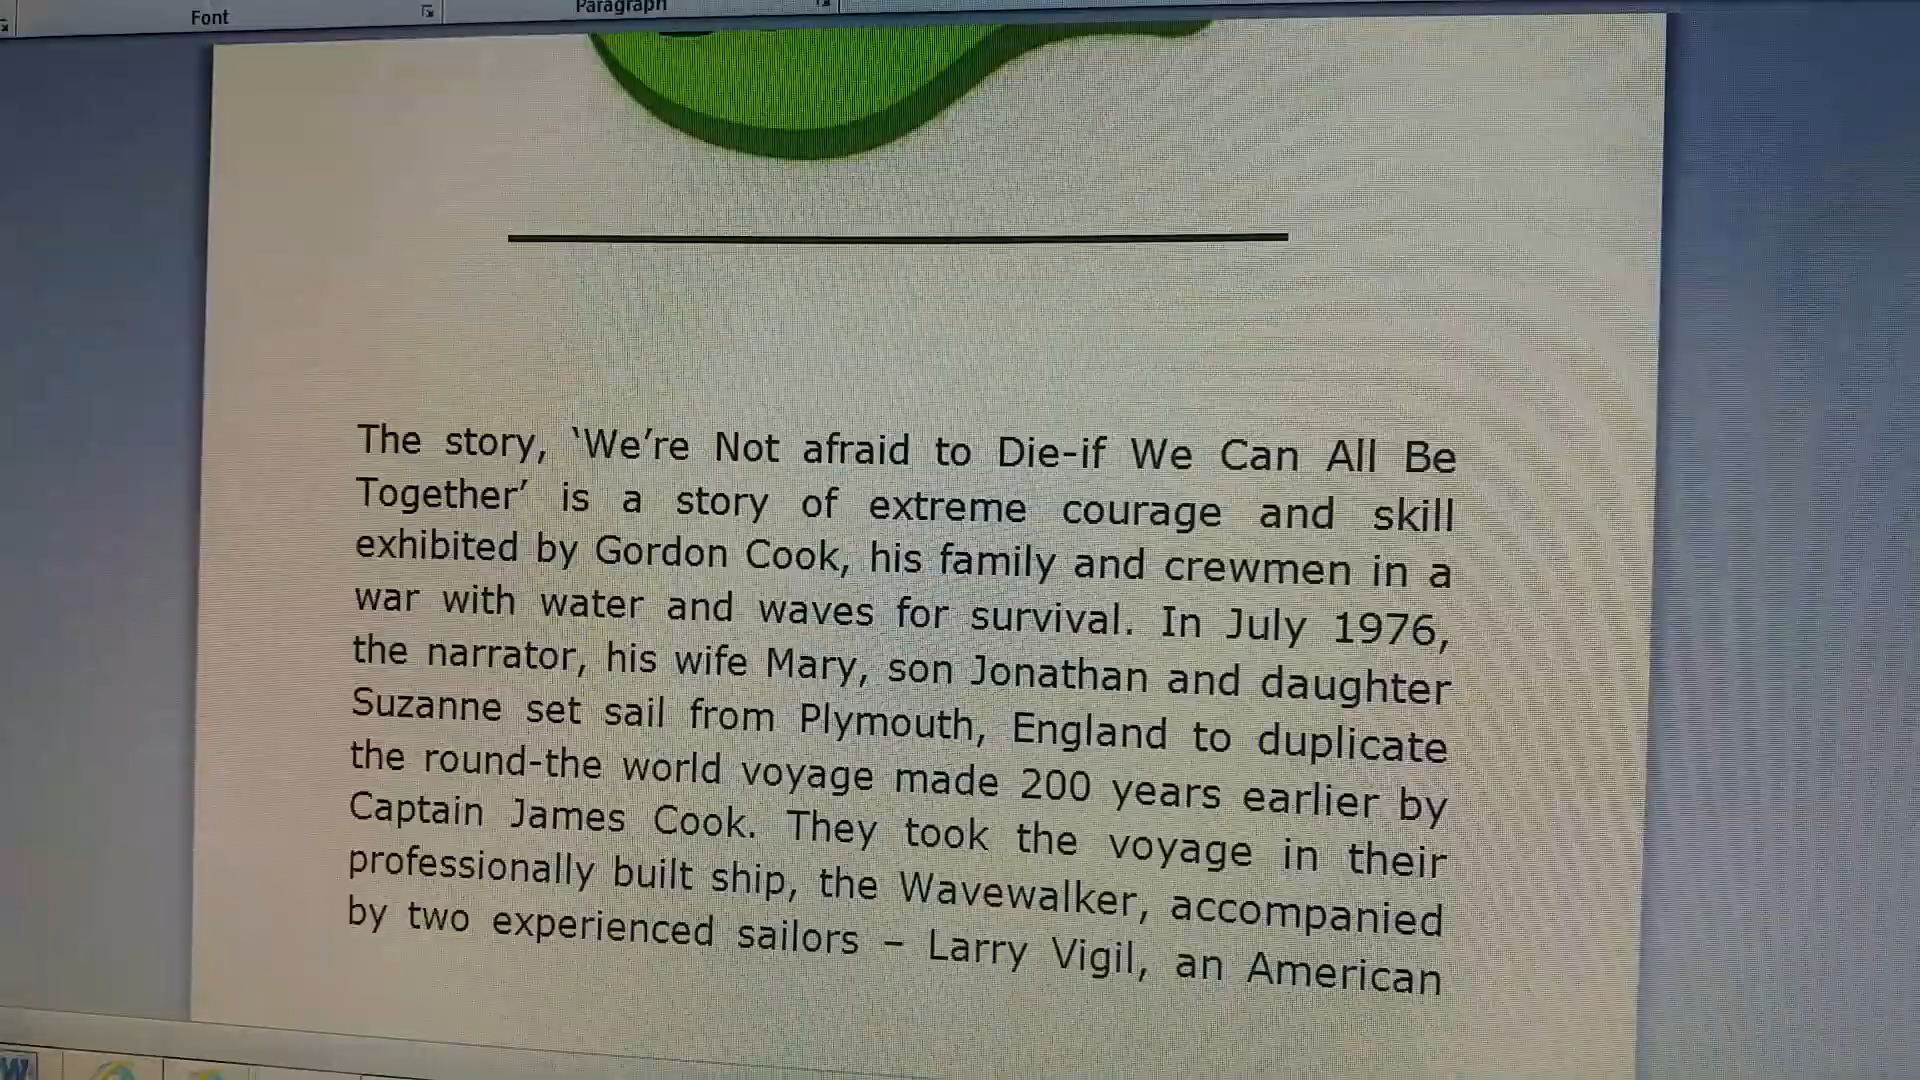 Font
Paragraph
The story, ‘We’re Not afraid to Die-if We Can All Be
Together’ is a story of extreme courage and skill
exhibited by Gordon Cook, his family and crewmen in a
war with water and waves for survival. In July 1976,
the narrator, his wife Mary, son Jonathan and daughter
Suzanne set sail from Plymouth, England to duplicate
the round-the world voyage made 200 years earlier by
Captain James Cook. They took the voyage in their
professionally built ship, the Wavewalker, accompanied
by two experienced sailors – Larry Vigil, an American
W